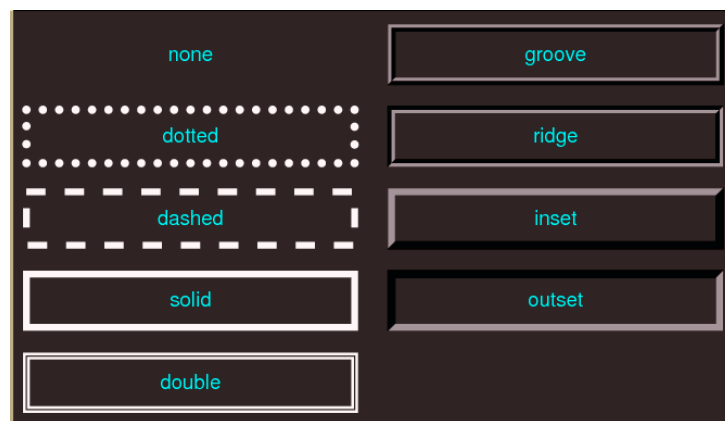 none
dotted
dashed
solid
double
groove
ridge
inset
outset